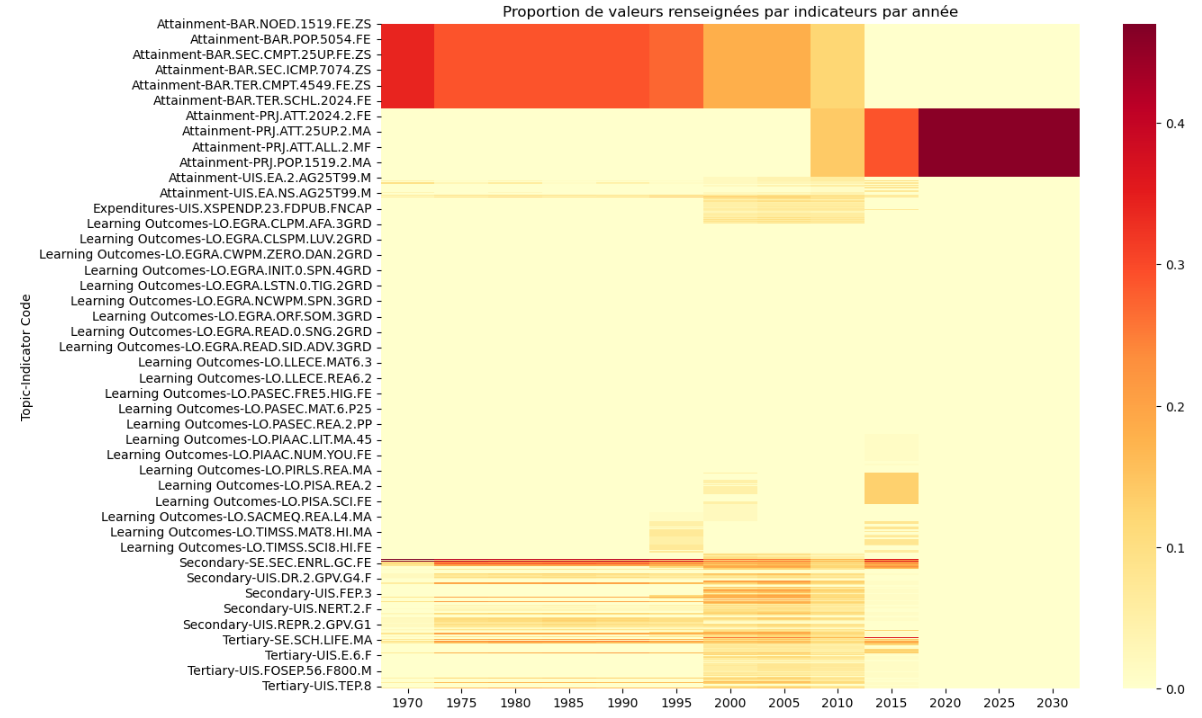 Proportion de valeurs renseignées par indicateurs par année
Topic-Indicator Code
Attainment-BAR.NOED.1519.FE.ZS
Attainment-BAR.POP.5054.FE
Attainment-BAR.SEC.CMPT.25UP.FE.ZS
Attainment-BAR.SEC.ICMP.7074.ZS
Attainment-BAR.TER.CMPT.4549.FE.ZS
Attainment-BAR.TER.SCHL.2024.FE
Attainment-PRJ.ATT.2024.2.FE
Attainment-PRJ.ATT.25UP.2.MA
Attainment-PRJ.ATT.ALL.2.MF
Attainment-PRJ.POP.1519.2.MA
Attainment-UIS.EA.2.AG25T99.M
Attainment-UIS.EA.NS.AG25T99.M
Expenditures-UIS.XSPENDP.23.FDPUB.FNCAP
Learning Outcomes-LO.EGRA.CLPM.AFA.3GRD
Learning Outcomes-LO.EGRA.CLSPM.LUV.2GRD
Learning Outcomes-LO.EGRA.CWPM.ZERO.DAN.2GRD
Learning Outcomes-LO.EGRA.INIT.0.SPN.4GRD
Learning Outcomes-LO.EGRA.LSTN.0.TIG.2GRD
Learning Outcomes-LO.EGRA.NCWPM.SPN.3GRD
Learning Outcomes-LO.EGRA.ORF.SOM.3GRD
Learning Outcomes-LO.EGRA.READ.0.SNG.2GRD
Learning Outcomes-LO.EGRA.READ.SID.ADV.3GRD
Learning Outcomes-LO.LLECE.MAT6.3
Learning Outcomes-LO.LLECE.REA6.2
Learning Outcomes-LO.PASEC.FRE5.HIG.FE
Learning Outcomes-LO.PASEC.MAT.6.P25
Learning Outcomes-LO.PASEC.REA.2.PP
Learning Outcomes-LO.PIAAC.LIT.MA.45
Learning Outcomes-LO.PIAAC.NUM.YOU.FE
Learning Outcomes-LO.PIRLS.REA.MA
Learning Outcomes-LO.PISA.REA.2
Learning Outcomes-LO.PISA.SCI.FE
Learning Outcomes-LO.SACMEQ.REA.L4.MA
Learning Outcomes-LO.TIMSS.MAT8.HI.MA
Learning Outcomes-LO.TIMSS.SCI8.HI.FE
Secondary-SE.SEC.ENRL.GC.FE
Secondary-UIS.DR.2.GPV.G4.F
Secondary-UIS.FEP.3
Secondary-UIS.NERT.2.F
Secondary-UIS.REPR.2.GPV.G1
Tertiary-SE.SCH.LIFE.MA
Tertiary-UIS.E.6.F
Tertiary-UIS.FOSEP.56.F800.M
Tertiary-UIS.TEP.8
1970 1975 1980 1985 1990 1995 2000 2005 2010 2015 2020 2025 2030
0.4
0.3
0.2
0.1
0.0